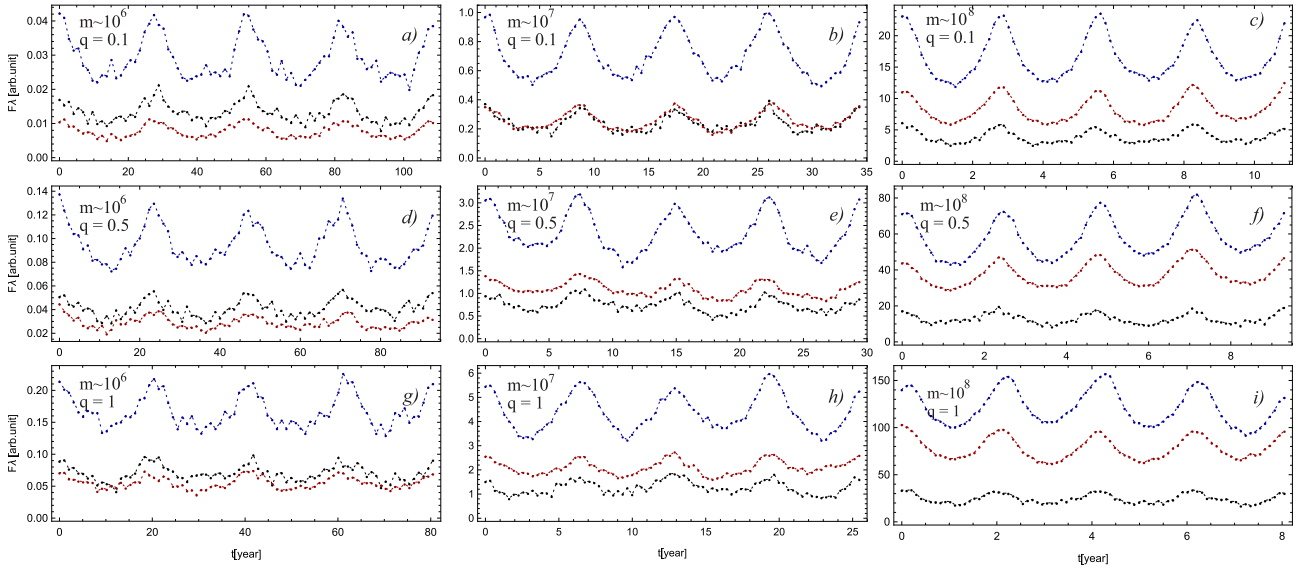 m~10^6
q = 0.1
a)
Fλ [arb.unit]
0.04
0.03
0.02
0.01
0.00
0 20 40 60 80 100
m~10^7
q = 0.1
b)
1.0
0.8
0.6
0.4
0.2
0.0
0 5 10 15 20 25 30 35
m~10^8
q = 0.1
c)
20
15
10
5
0
0 2 4 6 8 10
m~10^6
q = 0.5
d)
Fλ [arb.unit]
0.14
0.12
0.10
0.08
0.06
0.04
0.02
0 20 40 60 80
m~10^7
q = 0.5
e)
3.0
2.5
2.0
1.5
1.0
0.5
0.0
0 5 10 15 20 25 30
m~10^8
q = 0.5
f)
80
60
40
20
0
0 2 4 6 8
m~10^6
q = 1
g)
Fλ [arb.unit]
0.20
0.15
0.10
0.05
0.00
0 20 40 60 80
t[year]
m~10^7
q = 1
h)
6
5
4
3
2
1
0
0 5 10 15 20 25
t[year]
m~10^8
q = 1
i)
150
100
50
0
0 2 4 6 8
t[year]